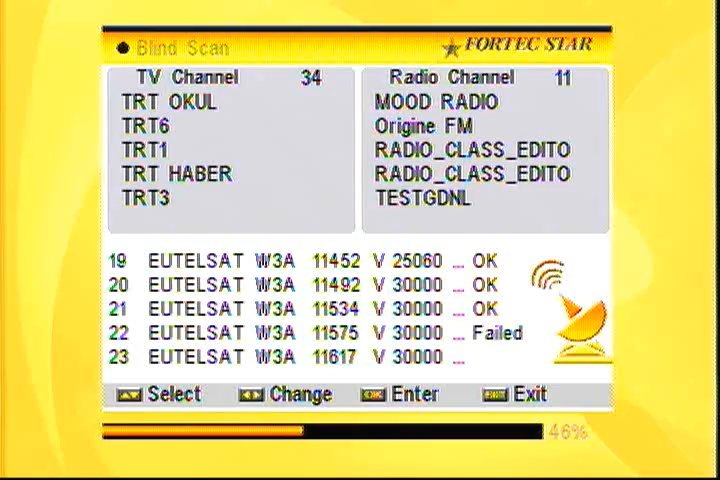 Blind Scan
FORTEC STAR
TV Channel 34
TRT OKUL
TRT6
TRT1
TRT HABER
TRT3
Radio Channel 11
MOOD RADIO
Origine FM
RADIO_CLASS_EDITO
RADIO_CLASS_EDITO
TESTGDNL
19 EUTELSAT W3A 11452 V 25060 ... OK
20 EUTELSAT W3A 11492 V 30000 ... OK
21 EUTELSAT W3A 11534 V 30000 ... OK
22 EUTELSAT W3A 11575 V 30000 ... Failed
23 EUTELSAT W3A 11617 V 30000 ...
Select Change OK Enter Exit
46%